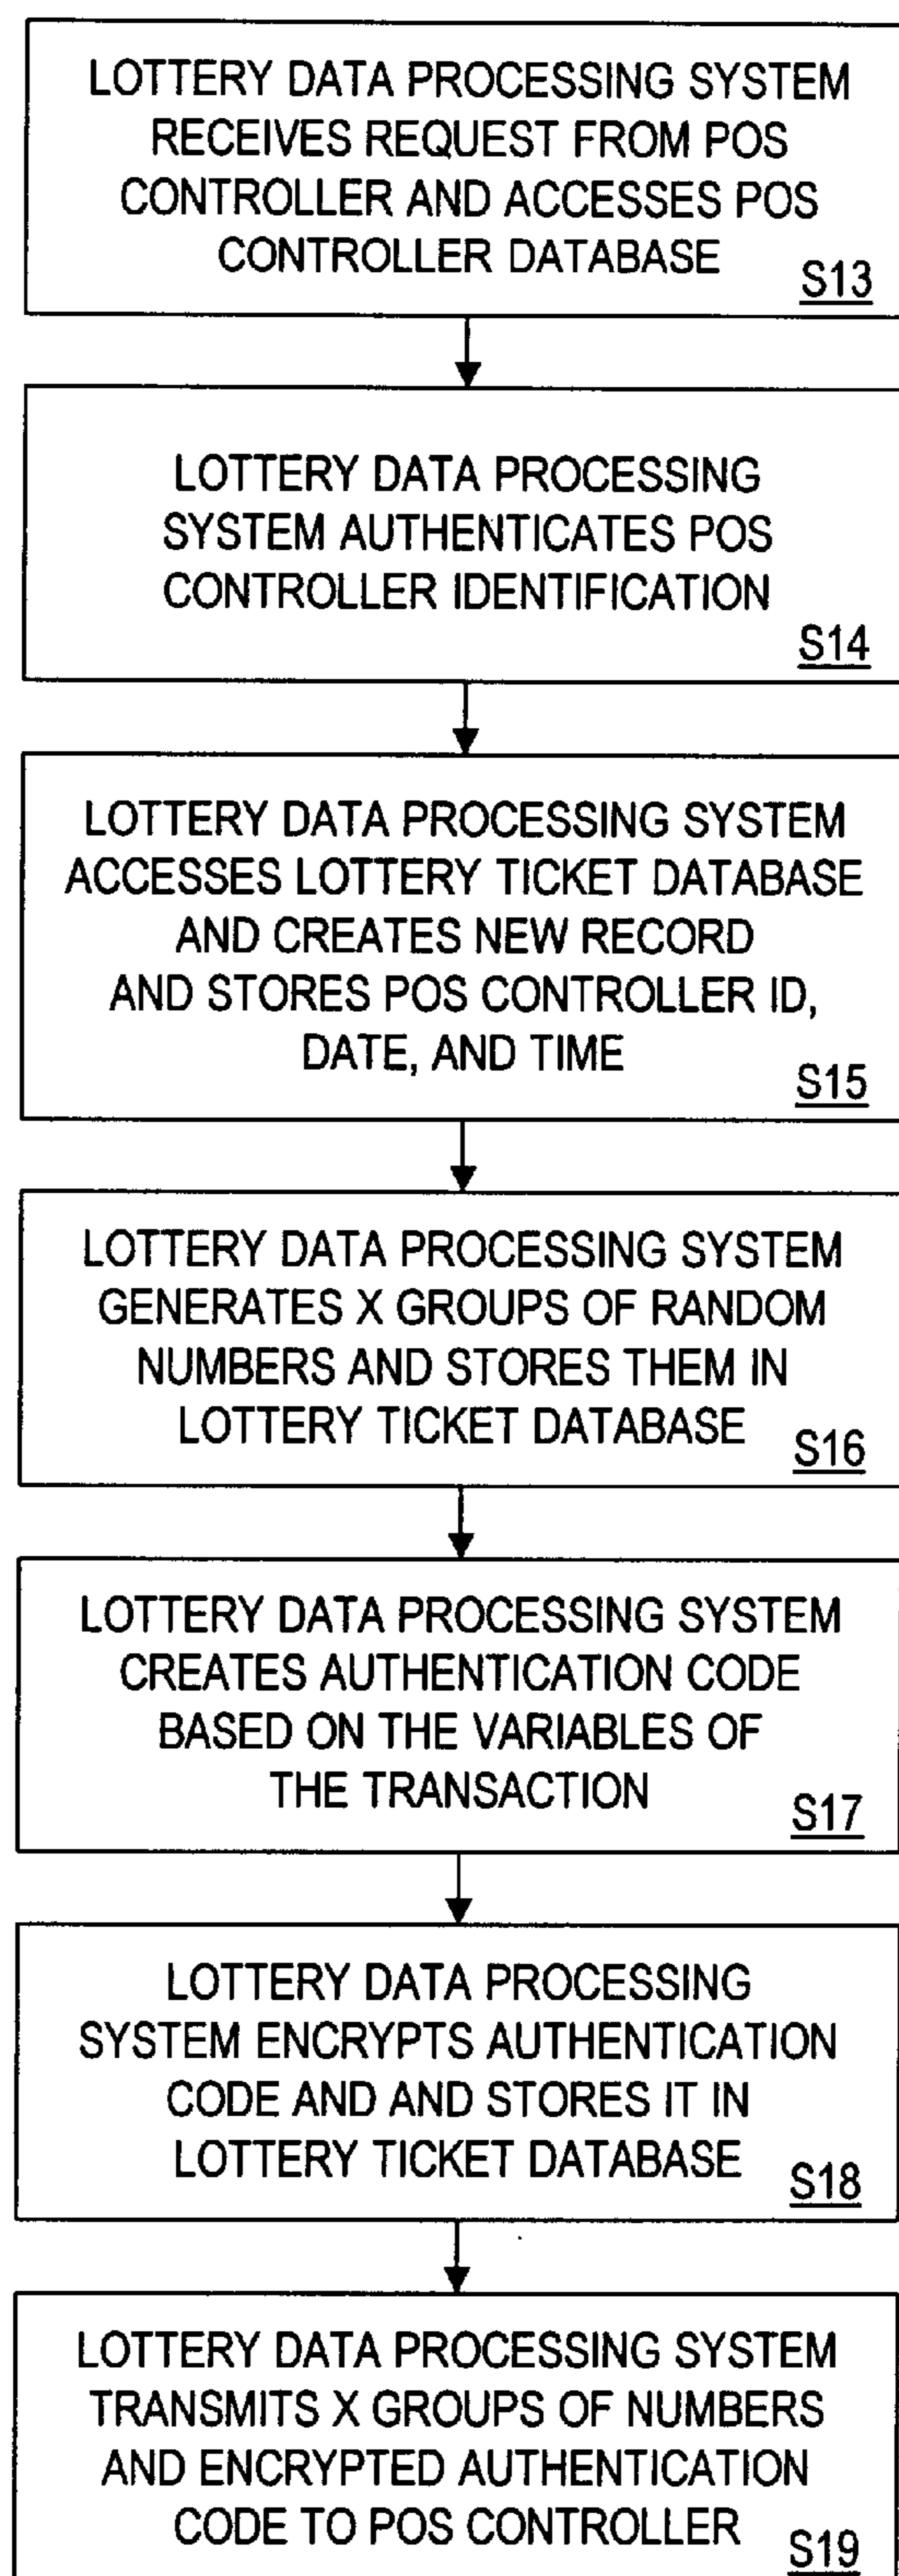 LOTTERY DATA PROCESSING SYSTEM
RECEIVES REQUEST FROM POS
CONTROLLER AND ACCESSES POS
CONTROLLER DATABASE
S13
LOTTERY DATA PROCESSING
SYSTEM AUTHENTICATES POS
CONTROLLER IDENTIFICATION
S14
LOTTERY DATA PROCESSING SYSTEM
ACCESSES LOTTERY TICKET DATABASE
AND CREATES NEW RECORD
AND STORES POS CONTROLLER ID,
DATE, AND TIME
S15
LOTTERY DATA PROCESSING SYSTEM
GENERATES X GROUPS OF RANDOM
NUMBERS AND STORES THEM IN
LOTTERY TICKET DATABASE
S16
LOTTERY DATA PROCESSING SYSTEM
CREATES AUTHENTICATION CODE
BASED ON THE VARIABLES OF
THE TRANSACTION
S17
LOTTERY DATA PROCESSING
SYSTEM ENCRYPTS AUTHENTICATION
CODE AND AND STORES IT IN
LOTTERY TICKET DATABASE
S18
LOTTERY DATA PROCESSING SYSTEM
TRANSMITS X GROUPS OF NUMBERS
AND ENCRYPTED AUTHENTICATION
CODE TO POS CONTROLLER
S19